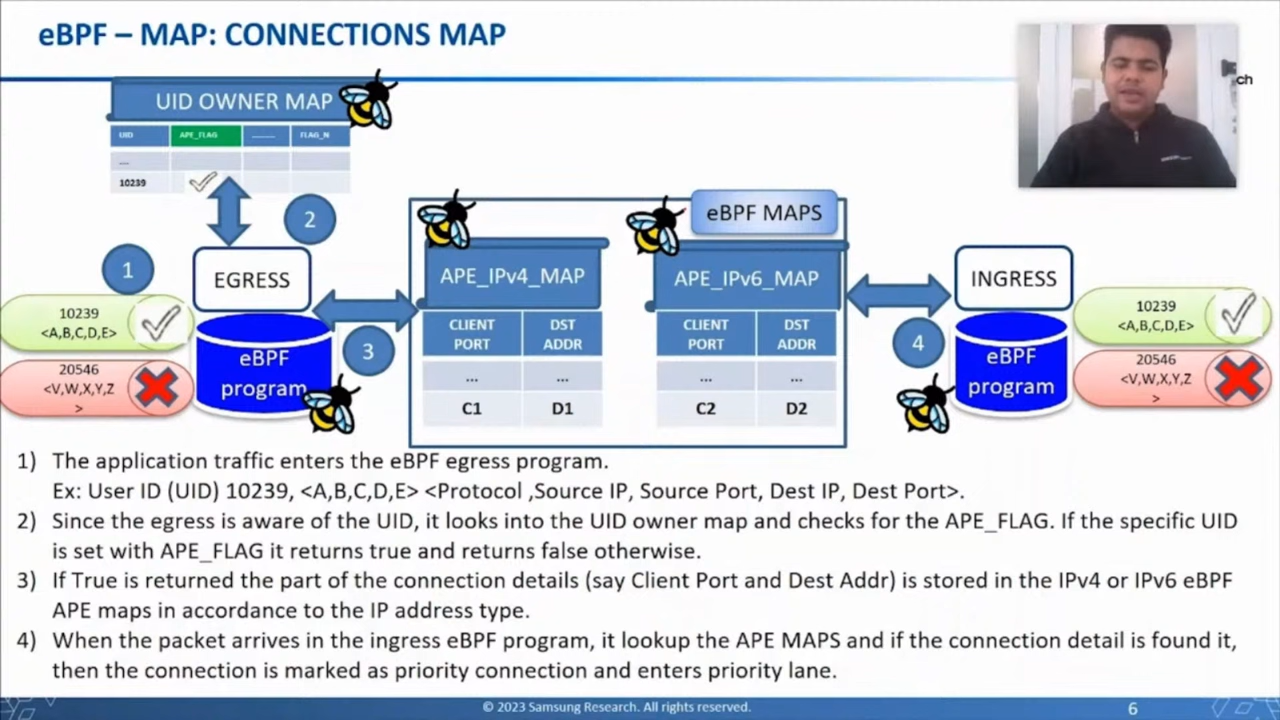 eBPF – MAP: CONNECTIONS MAP
ch
UID OWNER MAP
UID APE_FLAG ......... FLAG_N
....
10239
2
1
eBPF MAPS
EGRESS
APE_IPv4_MAP
APE_IPv6_MAP
INGRESS
10239
<A,B,C,D,E>
10239
<A,B,C,D,E>
CLIENT PORT
DST ADDR
CLIENT PORT
DST ADDR
3
4
eBPF
program
eBPF
program
20546
<V,W,X,Y,Z
>
20546
<V,W,X,Y,Z
>
... ...
... ...
C1 D1
C2 D2
1) The application traffic enters the eBPF egress program.
Ex: User ID (UID) 10239, <A,B,C,D,E> <Protocol ,Source IP, Source Port, Dest IP, Dest Port>.
2) Since the egress is aware of the UID, it looks into the UID owner map and checks for the APE_FLAG. If the specific UID
is set with APE_FLAG it returns true and returns false otherwise.
3) If True is returned the part of the connection details (say Client Port and Dest Addr) is stored in the IPv4 or IPv6 eBPF
APE maps in accordance to the IP address type.
4) When the packet arrives in the ingress eBPF program, it lookup the APE MAPS and if the connection detail is found it,
then the connection is marked as priority connection and enters priority lane.
© 2023 Samsung Research. All rights reserved.
6